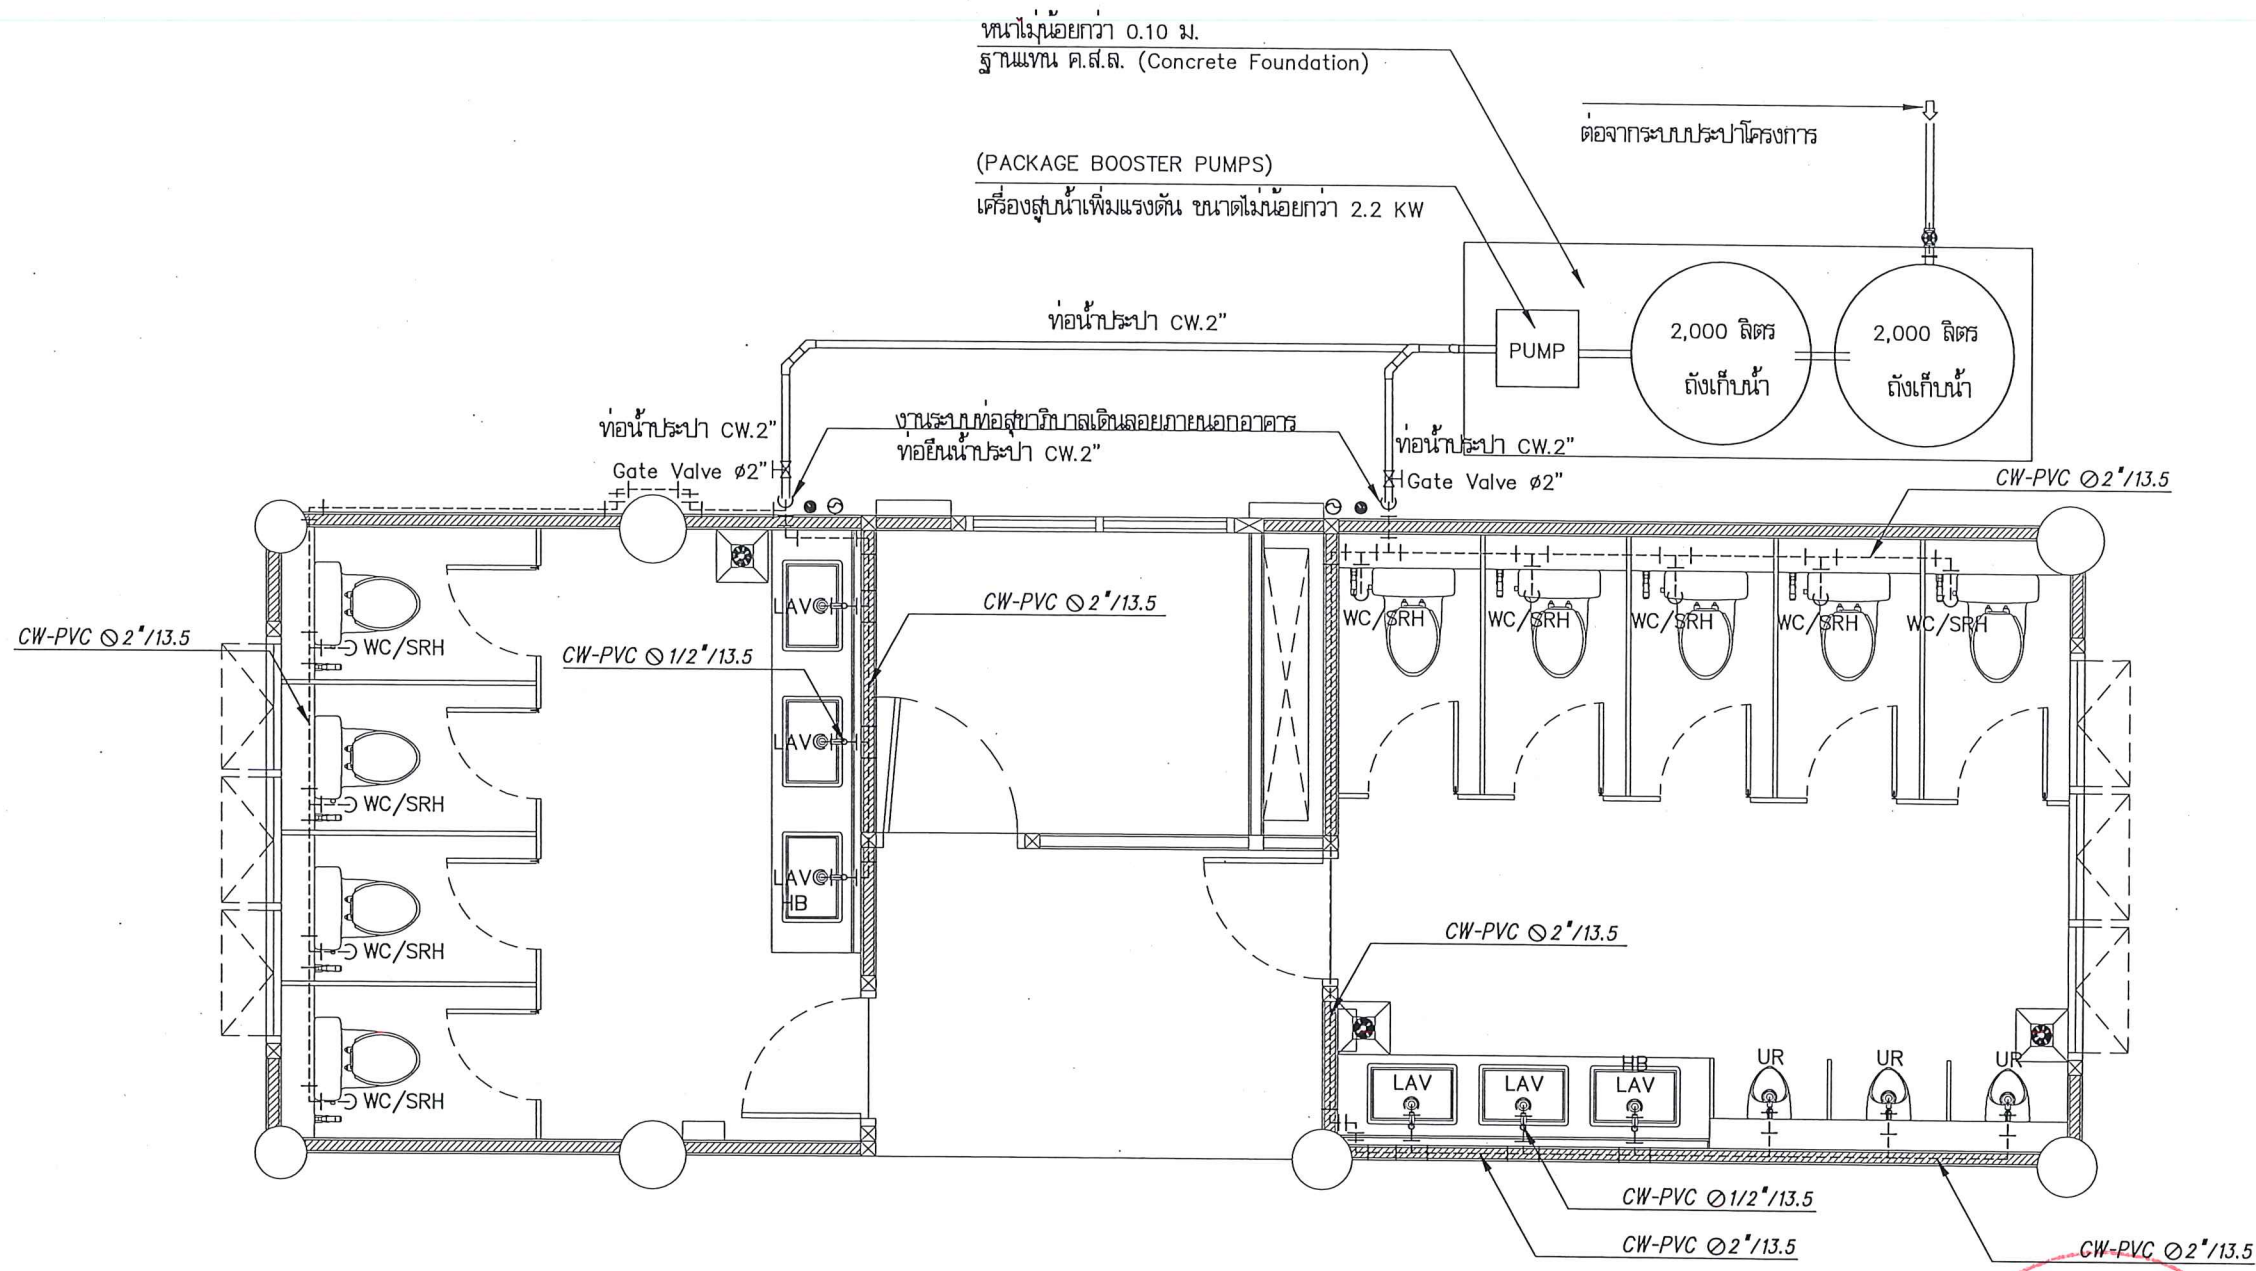 หนาไม่น้อยกว่า 0.10 ม.
ฐานแทน ค.ส.ล. (Concrete Foundation)
ต่อจากระบบประปาโครงการ
(PACKAGE BOOSTER PUMPS)
เครื่องสูบน้ำเพิ่มแรงดัน ขนาดไม่น้อยกว่า 2.2 KW
ท่อน้ำประปา CW.2"
PUMP
2,000 ลิตร
ถังเก็บน้ำ
2,000 ลิตร
ถังเก็บน้ำ
ท่อน้ำประปา CW.2"
Gate Valve ø2"
งานระบบท่อสุขาภิบาลเดินลอยภายนอกอาคาร
ท่อยืนน้ำประปา CW.2"
ท่อน้ำประปา CW.2"
Gate Valve ø2"
CW-PVC ∅2"/13.5
CW-PVC ∅2"/13.5
CW-PVC ∅1/2"/13.5
CW-PVC ∅2"/13.5
LAV
LAV
LAV
HB
WC/SRH
WC/SRH
WC/SRH
WC/SRH
WC/SRH
WC/SRH
WC/SRH
WC/SRH
WC/SRH
CW-PVC ∅2"/13.5
HB
LAV
LAV
LAV
UR
UR
UR
CW-PVC ∅1/2"/13.5
CW-PVC ∅2"/13.5
CW-PVC ∅2"/13.5